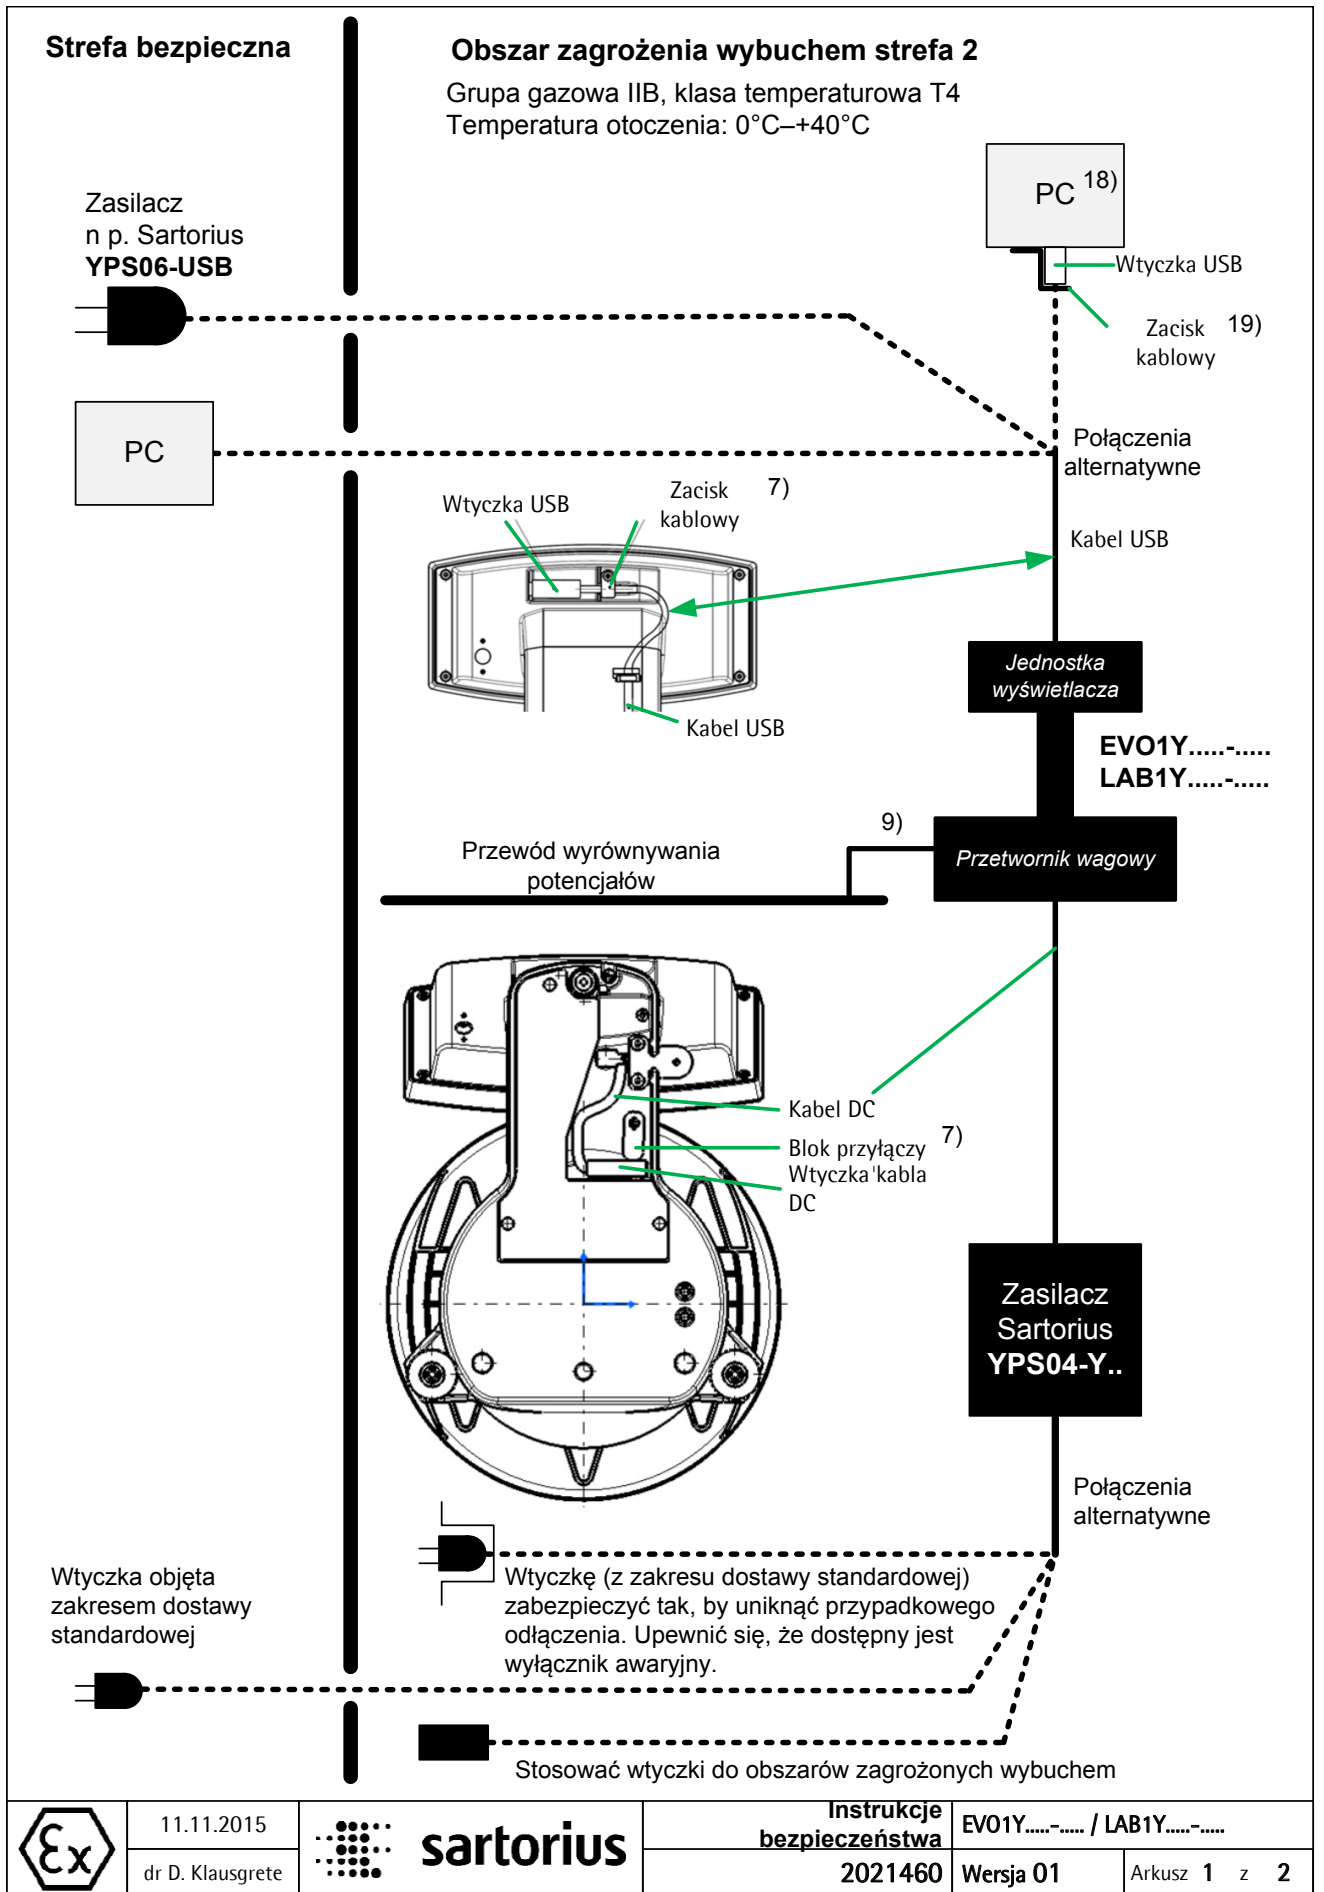 Strefa bezpieczna
Obszar zagrożenia wybuchem strefa 2
Grupa gazowa IIB, klasa temperaturowa T4
Temperatura otoczenia: 0°C–+40°C
PC 18)
Zasilacz
n p. Sartorius
YPS06-USB
Wtyczka USB
Zacisk 19)
kablowy
PC
Połączenia
alternatywne
Wtyczka USB
Zacisk 7)
kablowy
Kabel USB
Jednostka
wyświetlacza
Kabel USB
EVO1Y.....-.....
LAB1Y.....-.....
9)
Przewód wyrównywania
potencjałów
Przetwornik wagowy
Kabel DC
Blok przyłączy 7)
Wtyczka kabla
DC
Zasilacz
Sartorius
YPS04-Y..
Połączenia
alternatywne
Wtyczka objęta
zakresem dostawy
standardowej
Wtyczkę (z zakresu dostawy standardowej)
zabezpieczyć tak, by uniknąć przypadkowego
odłączenia. Upewnić się, że dostępny jest
wyłącznik awaryjny.
Stosować wtyczki do obszarów zagrożonych wybuchem
Ex
11.11.2015
dr D. Klausgrete
sartorius
Instrukcje
bezpieczeństwa
2021460
EVO1Y.....-..... / LAB1Y.....-.....
Wersja 01
Arkusz 1 z 2